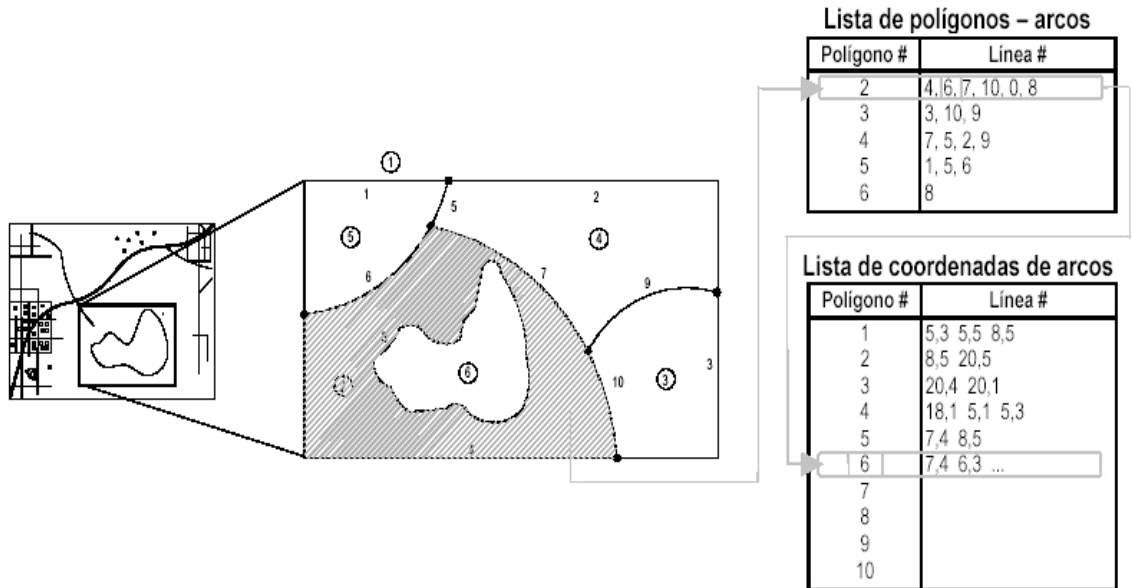 Lista de polígonos – arcos
Polígono # Línea #
2 4, 6, 7, 10, 0, 8
3 3, 10, 9
4 7, 5, 2, 9
5 1, 5, 6
6 8
1
1
2
5
5
4
6
7
9
3
6
10
3
Lista de coordenadas de arcos
Polígono # Línea #
1 5,3 5,5 8,5
2 8,5 20,5
3 20,4 20,1
4 18,1 5,1 5,3
5 7,4 8,5
6 7,4 6,3 ...
7
8
9
10